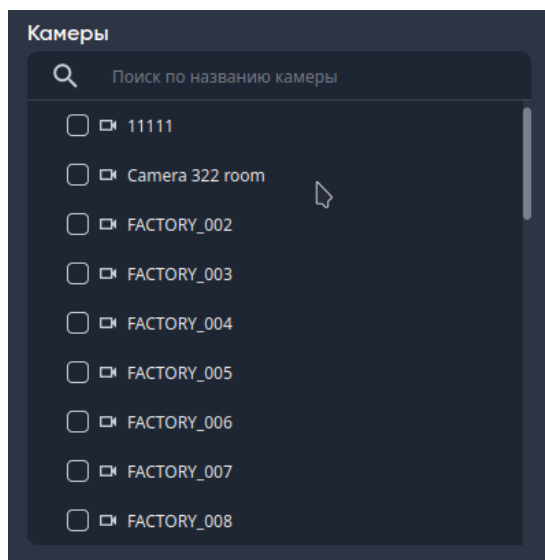 Камеры
Поиск по названию камеры
11111
Camera 322 room
FACTORY_002
FACTORY_003
FACTORY_004
FACTORY_005
FACTORY_006
FACTORY_007
FACTORY_008